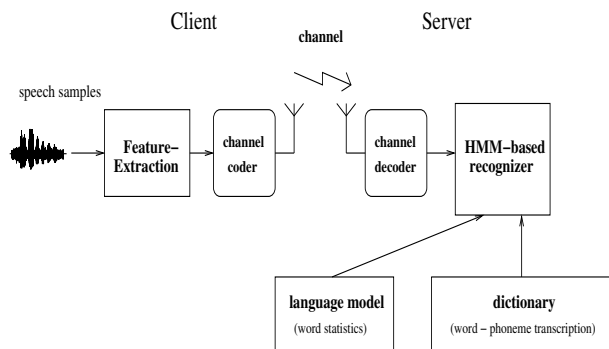 Client
Server
channel
speech samples
Feature-
Extraction
channel
coder
channel
decoder
HMM-based
recognizer
language model
(word statistics)
dictionary
(word - phoneme transcription)